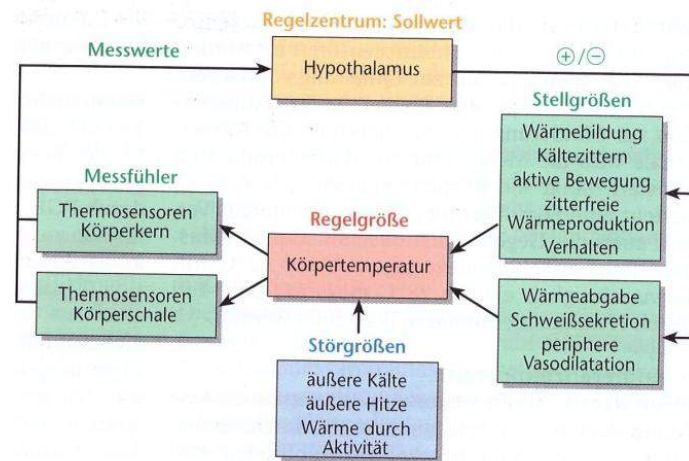 Regelzentrum: Sollwert
Messwerte
Hypothalamus
⊕/⊖
Stellgrößen
Wärmebildung
Kältezittern
aktive Bewegung
zitterfreie
Wärmeproduktion
Verhalten
Messfühler
Thermosensoren
Körperkern
Regelgröße
Körpertemperatur
Thermosensoren
Körperschale
Wärmeabgabe
Schweißsekretion
periphere
Vasodilatation
Störgrößen
äußere Kälte
äußere Hitze
Wärme durch
Aktivität